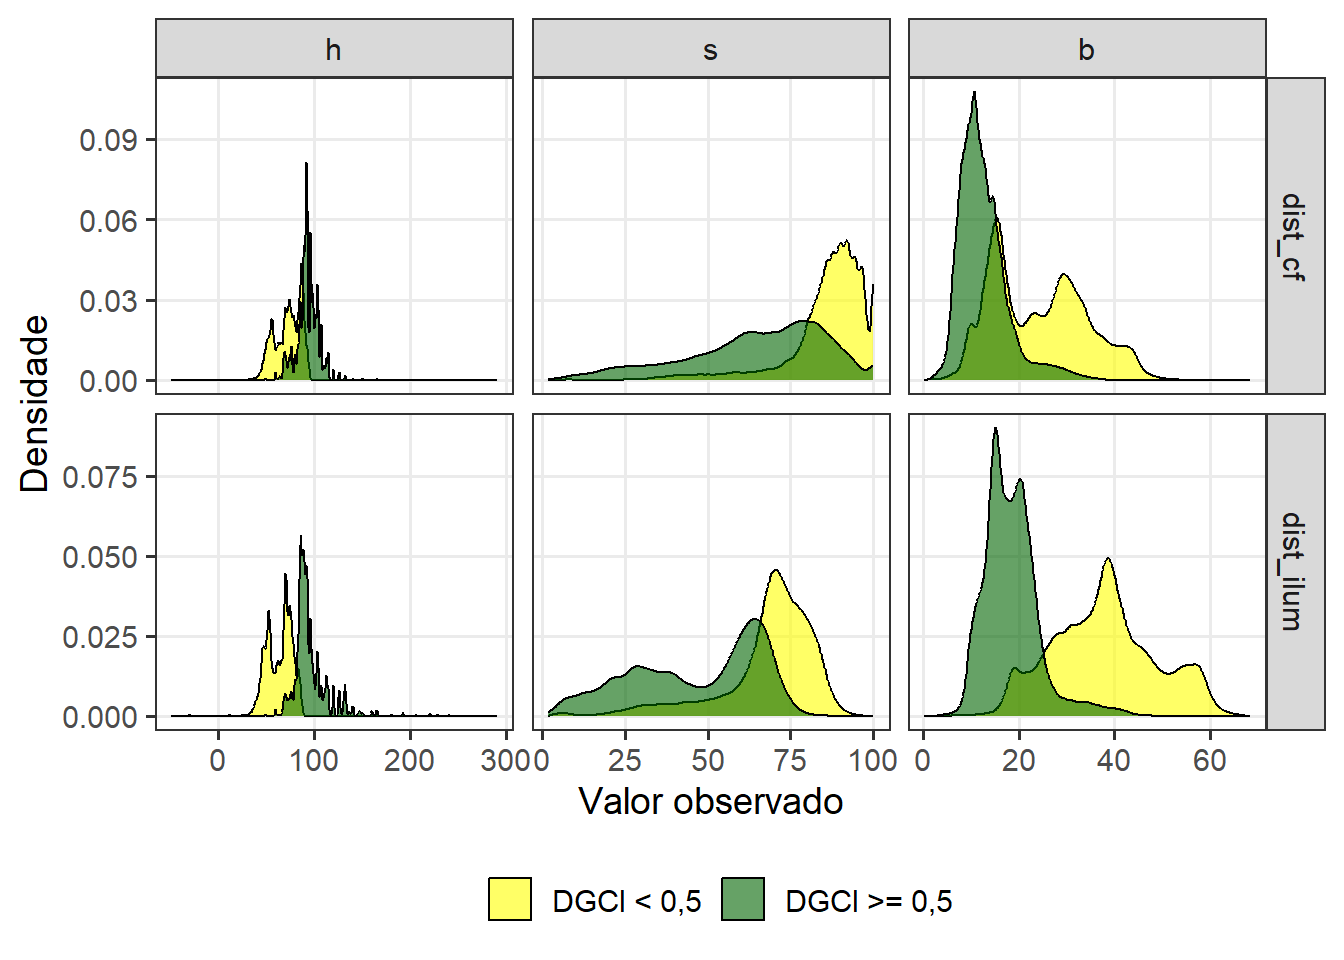 h
s
b
0.09
0.06
0.03
0.00
dist_cf
Densidade
0.075
0.050
0.025
0.000
dist_ilum
0 100 200 300
0 25 50 75 100
0 20 40 60
Valor observado
DGCI < 0,5
DGCI >= 0,5